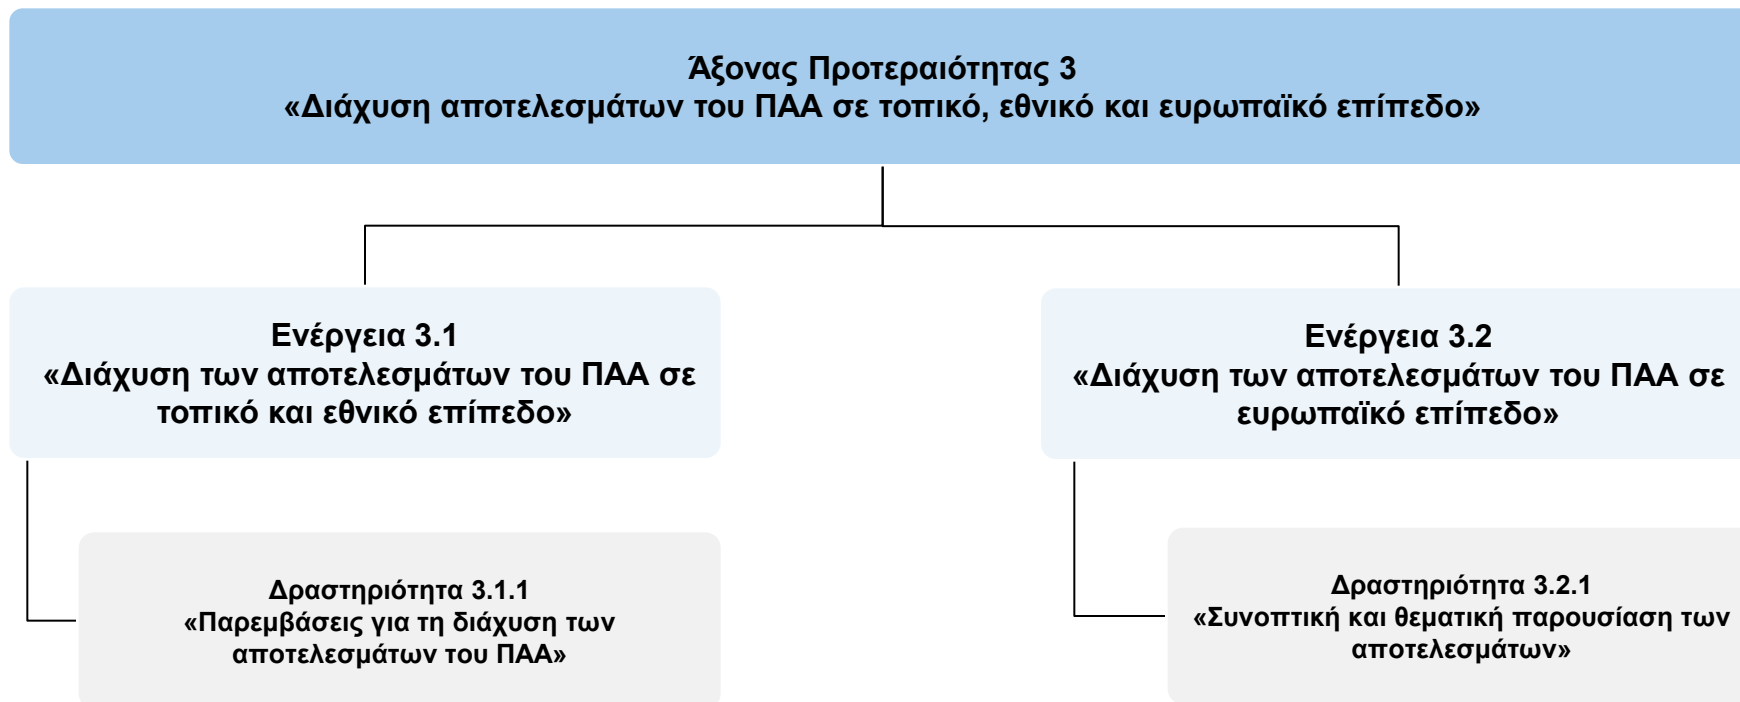 Άξονας Προτεραιότητας 3
«Διάχυση αποτελεσμάτων του ΠΑΑ σε τοπικό, εθνικό και ευρωπαϊκό επίπεδο»
Ενέργεια 3.1
«Διάχυση των αποτελεσμάτων του ΠΑΑ σε
τοπικό και εθνικό επίπεδο»
Ενέργεια 3.2
«Διάχυση των αποτελεσμάτων του ΠΑΑ σε
ευρωπαϊκό επίπεδο»
Δραστηριότητα 3.1.1
«Παρεμβάσεις για τη διάχυση των
αποτελεσμάτων του ΠΑΑ»
Δραστηριότητα 3.2.1
«Συνοπτική και θεματική παρουσίαση των
αποτελεσμάτων»